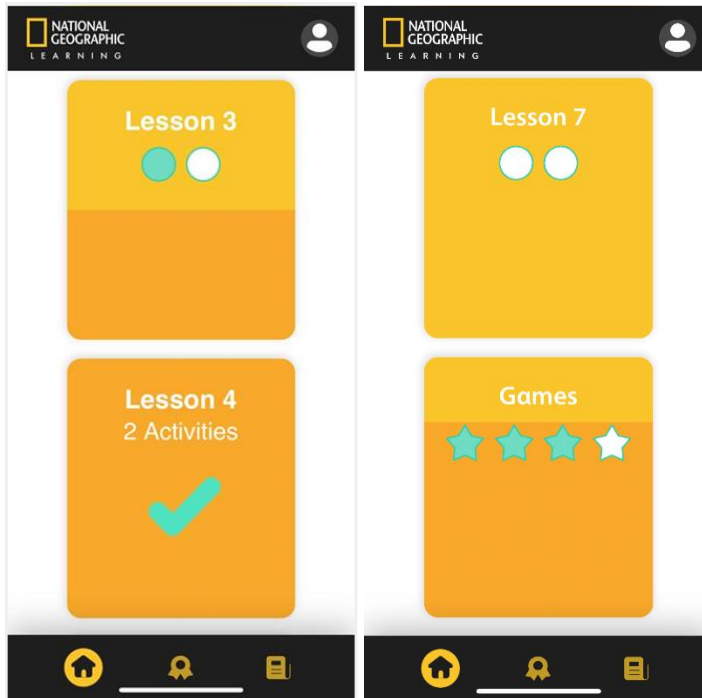 NATIONAL
GEOGRAPHIC
LEARNING
Lesson 3
Lesson 4
2 Activities
NATIONAL
GEOGRAPHIC
LEARNING
Lesson 7
Games